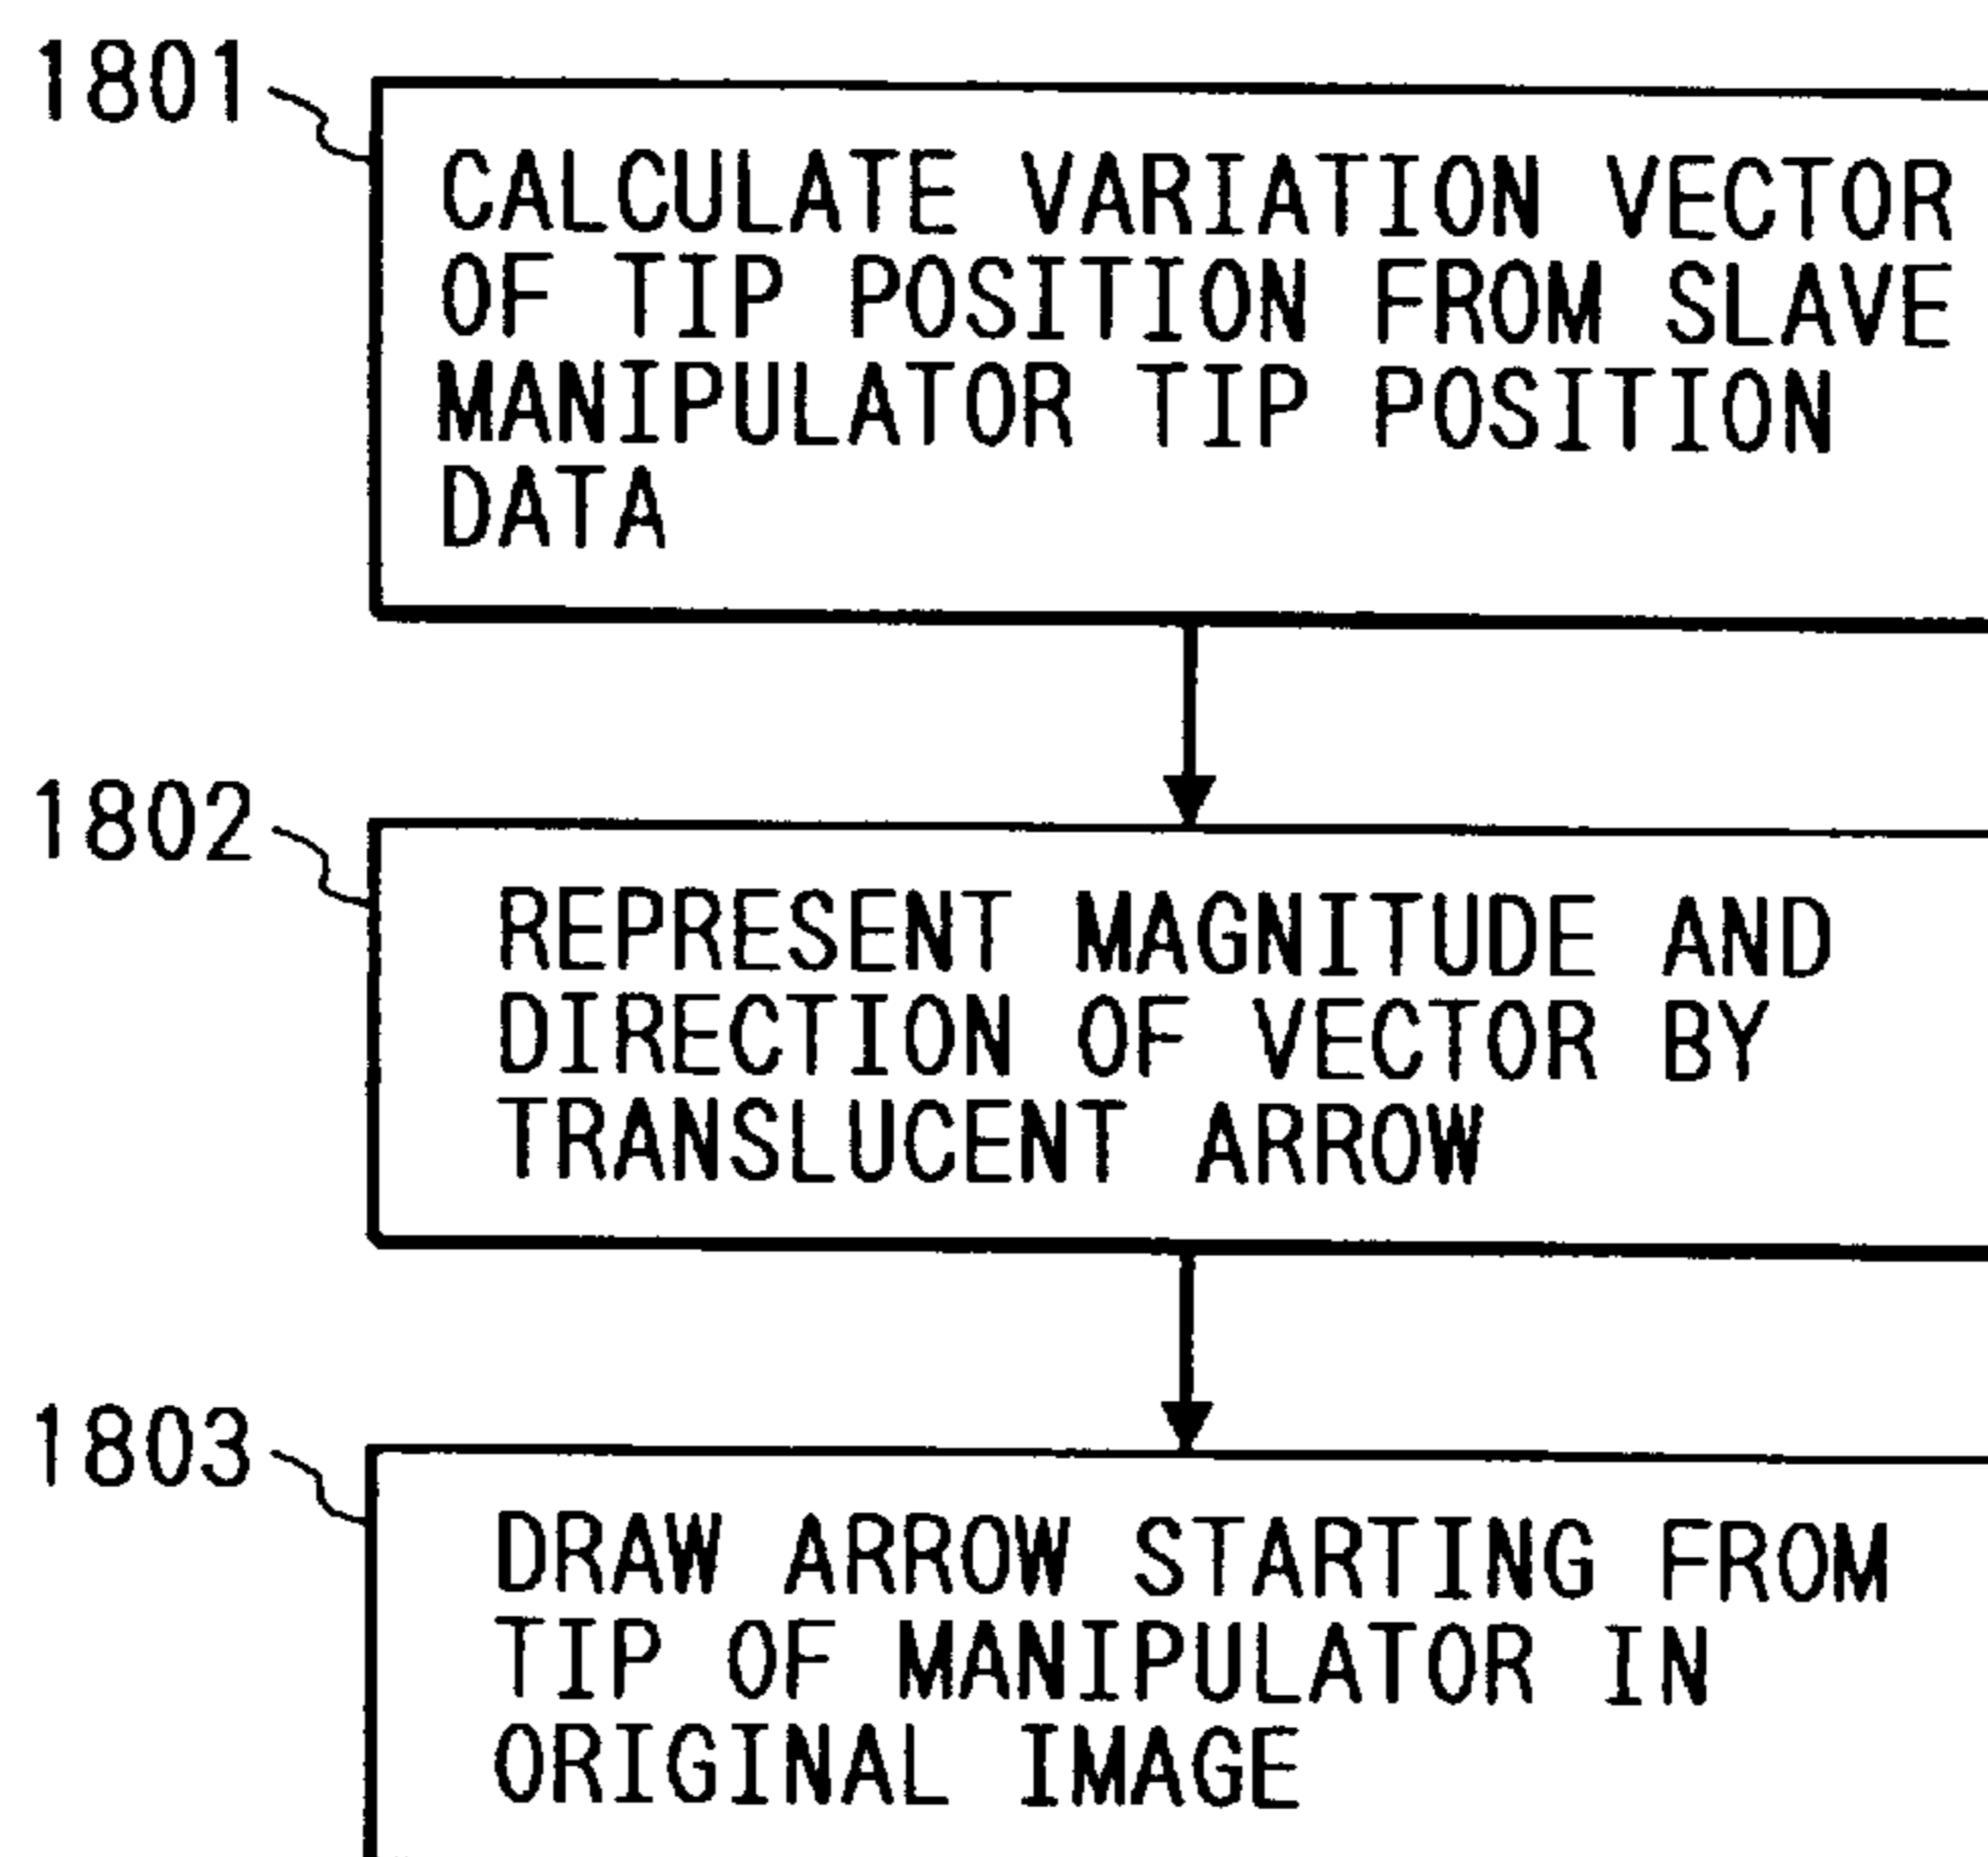 1801
CALCULATE VARIATION VECTOR
OF TIP POSITION FROM SLAVE
MANIPULATOR TIP POSITION
DATA
1802
REPRESENT MAGNITUDE AND
DIRECTION OF VECTOR BY
TRANSLUCENT ARROW
1803
DRAW ARROW STARTING FROM
TIP OF MANIPULATOR IN
ORIGINAL IMAGE